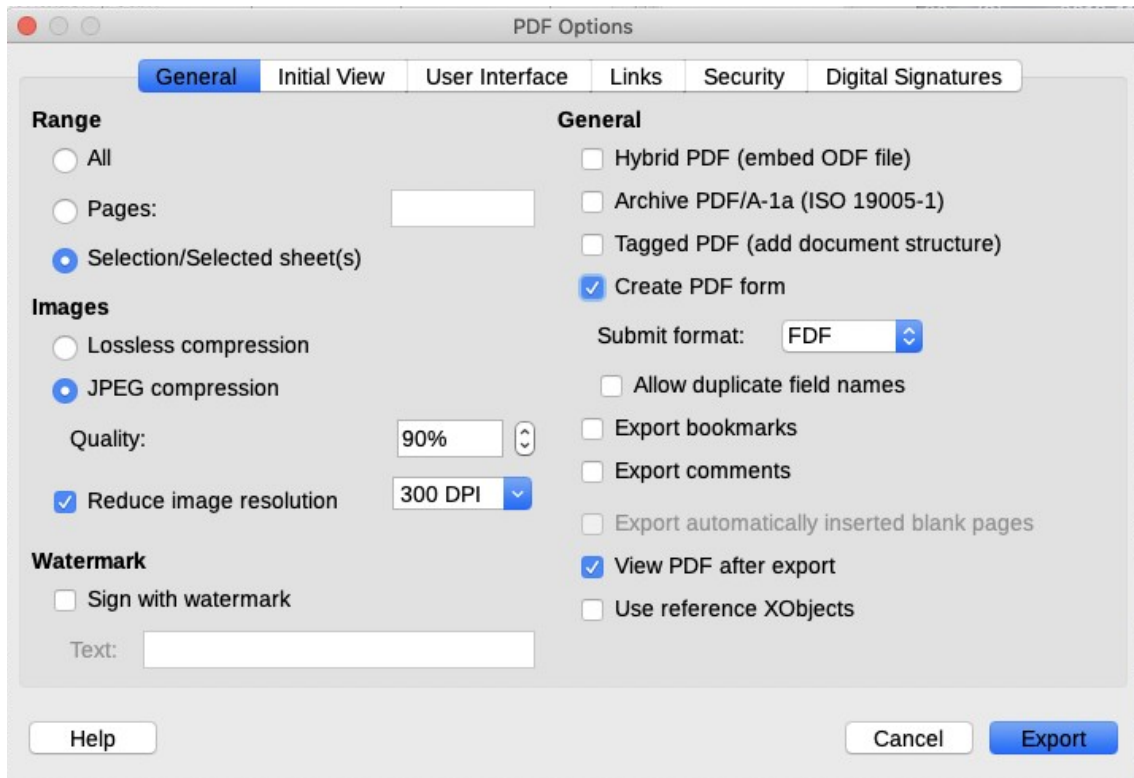 PDF Options
General Initial View User Interface Links Security Digital Signatures
Range
All
Pages:
Selection/Selected sheet(s)
Images
Lossless compression
JPEG compression
Quality: 90%
Reduce image resolution 300 DPI
Watermark
Sign with watermark
Text:
General
Hybrid PDF (embed ODF file)
Archive PDF/A-1a (ISO 19005-1)
Tagged PDF (add document structure)
Create PDF form
Submit format: FDF
Allow duplicate field names
Export bookmarks
Export comments
Export automatically inserted blank pages
View PDF after export
Use reference XObjects
Help Cancel Export